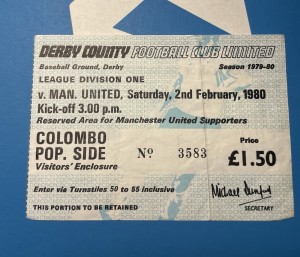 DERBY COUNTY FOOTBALL CLUB LIMITED
Baseball Ground, Derby Season 1979-80
LEAGUE DIVISION ONE
v. MAN. UNITED, Saturday, 2nd February, 1980
Kick-off 3.00 p.m.
Reserved Area for Manchester United Supporters
COLOMBO Price
POP. SIDE No. 3583 £1.50
Visitors' Enclosure
Enter via Turnstiles 50 to 55 inclusive
THIS PORTION TO BE RETAINED SECRETARY